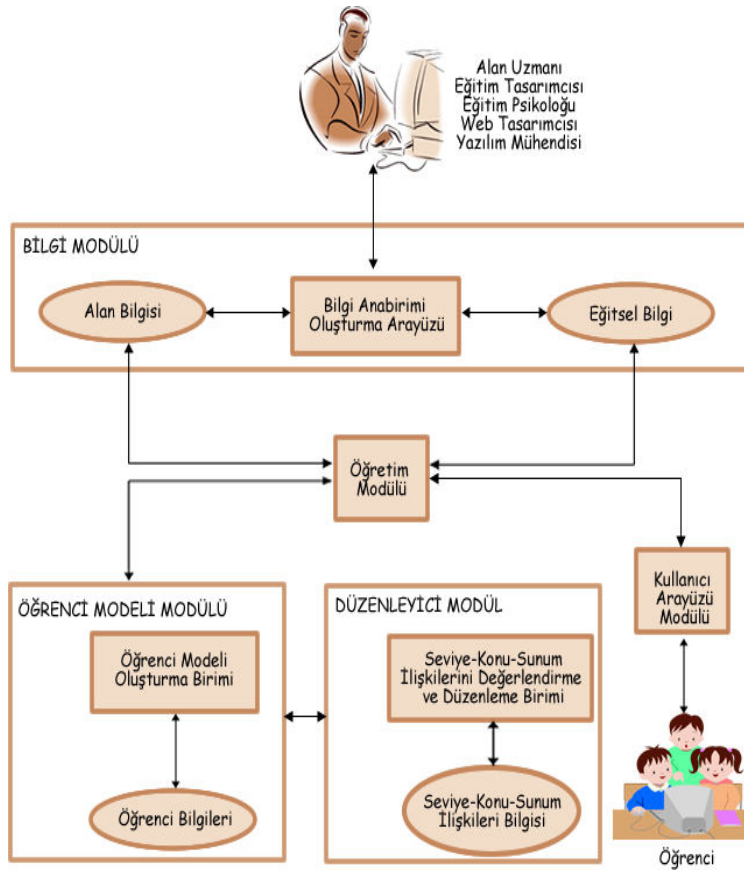 Alan Uzmanı
Eğitim Tasarımcısı
Eğitim Psikoloğu
Web Tasarımcısı
Yazılım Mühendisi
BİLGİ MODÜLÜ
Alan Bilgisi
Bilgi Anabirimi
Oluşturma Arayüzü
Eğitsel Bilgi
Öğretim
Modülü
Kullanıcı
Arayüzü
Modülü
ÖĞRENCİ MODELİ MODÜLÜ
Öğrenci Modeli
Oluşturma Birimi
Öğrenci Bilgileri
DÜZENLEYİCİ MODÜL
Seviye-Konu-Sunum
İlişkilerini Değerlendirme
ve Düzenleme Birimi
Seviye-Konu-Sunum
İlişkileri Bilgisi
Öğrenci